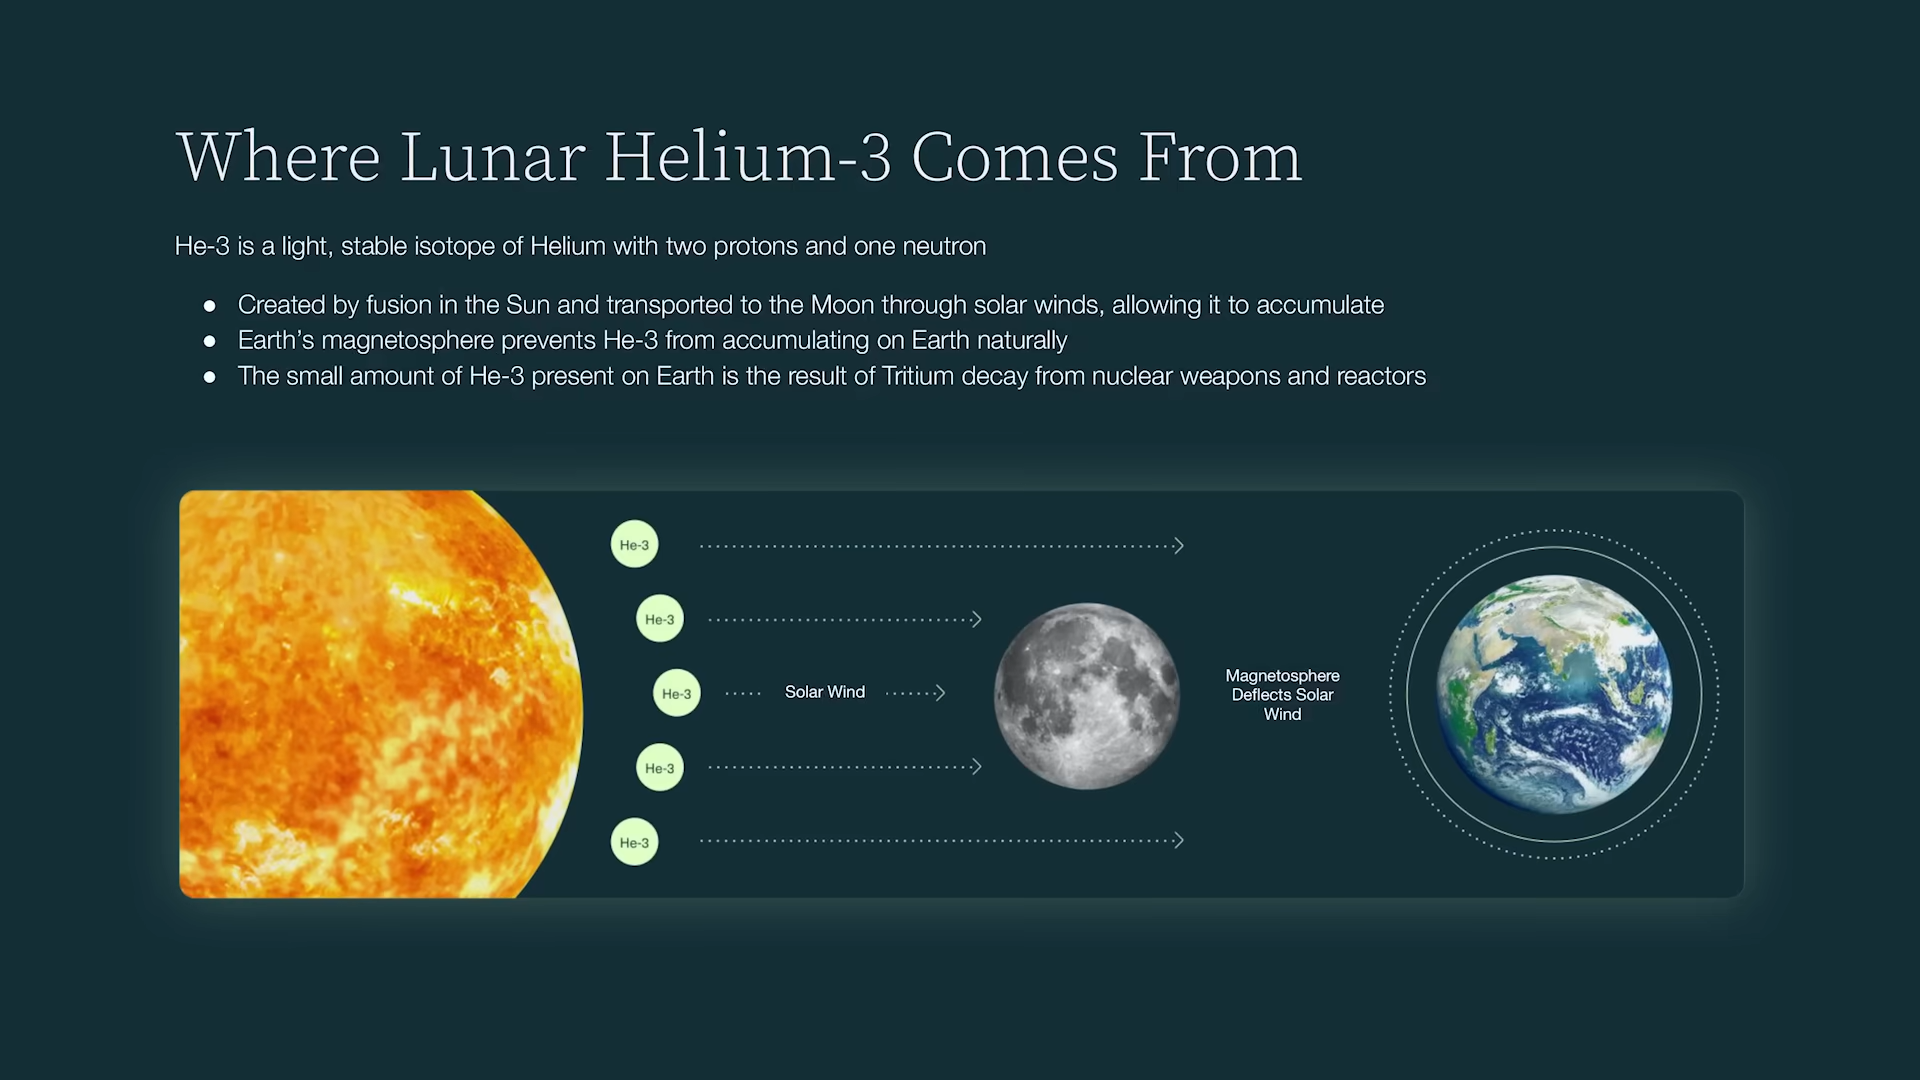 Where Lunar Helium-3 Comes From
He-3 is a light, stable isotope of Helium with two protons and one neutron
● Created by fusion in the Sun and transported to the Moon through solar winds, allowing it to accumulate
● Earth’s magnetosphere prevents He-3 from accumulating on Earth naturally
● The small amount of He-3 present on Earth is the result of Tritium decay from nuclear weapons and reactors
He-3
He-3
He-3
Solar Wind
He-3
He-3
Magnetosphere
Deflects Solar
Wind